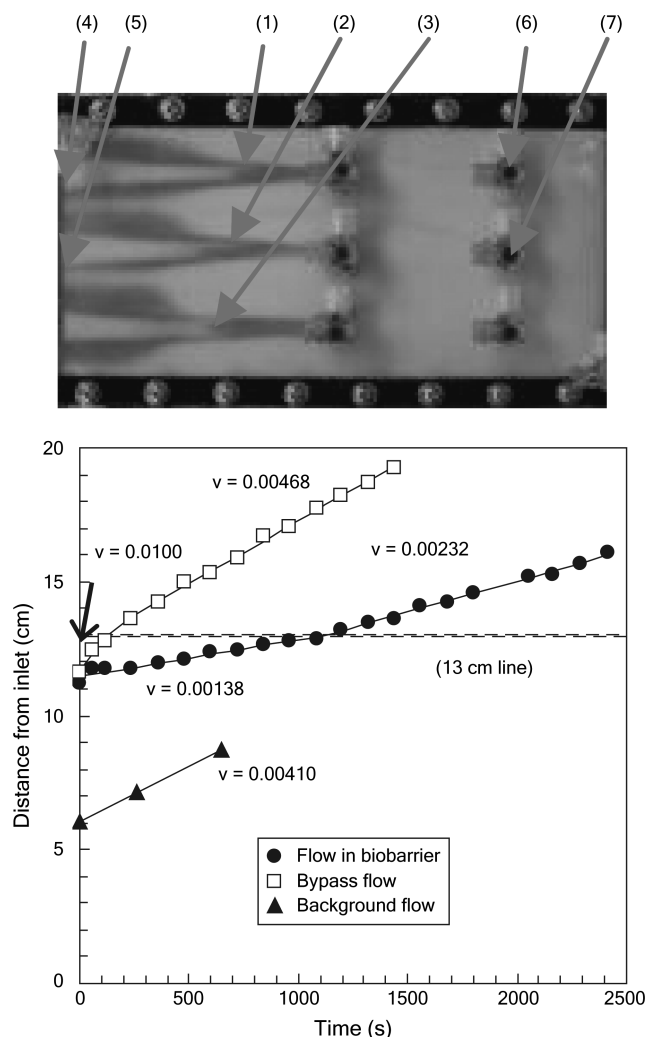 (4) (5) (1) (2) (3) (6) (7)
20
v = 0.00468
v = 0.0100
v = 0.00232
15
Distance from inlet (cm)
(13 cm line)
v = 0.00138
10
v = 0.00410
5
Flow in biobarrier
Bypass flow
Background flow
0
0 500 1000 1500 2000 2500
Time (s)